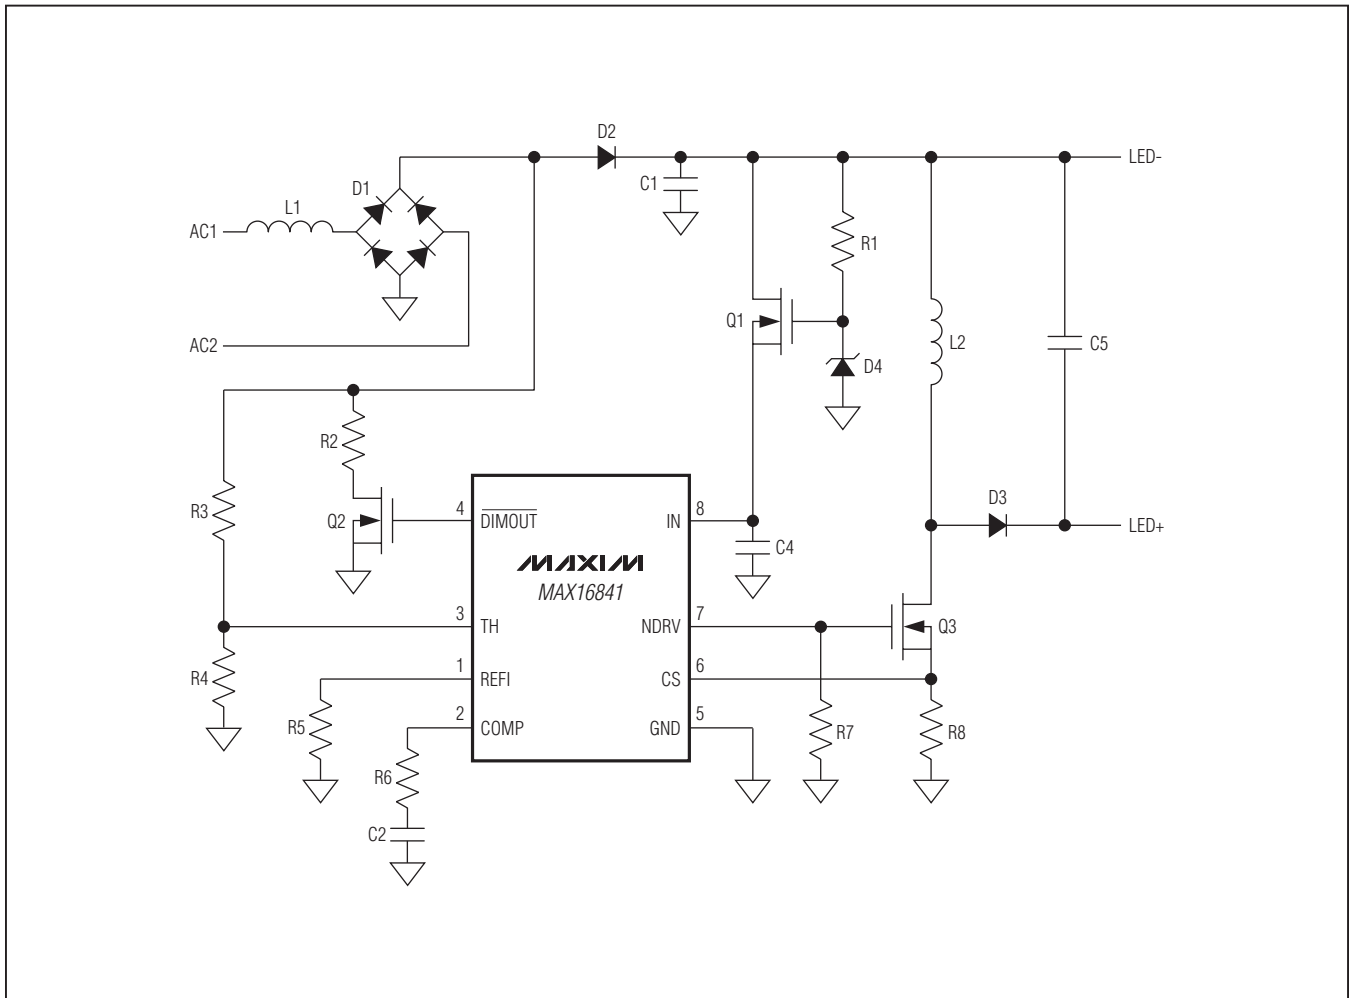 D2
LED-
D1
C1
L1
AC1
R1
Q1
L2
C5
AC2
D4
R2
D3
R3
Q2
4
DIMOUT
IN
8
LED+
C4
MAXIM
MAX16841
3
TH
NDRV
7
Q3
R4
1
REFI
CS
6
R5
2
COMP
GND
5
R7
R8
R6
C2